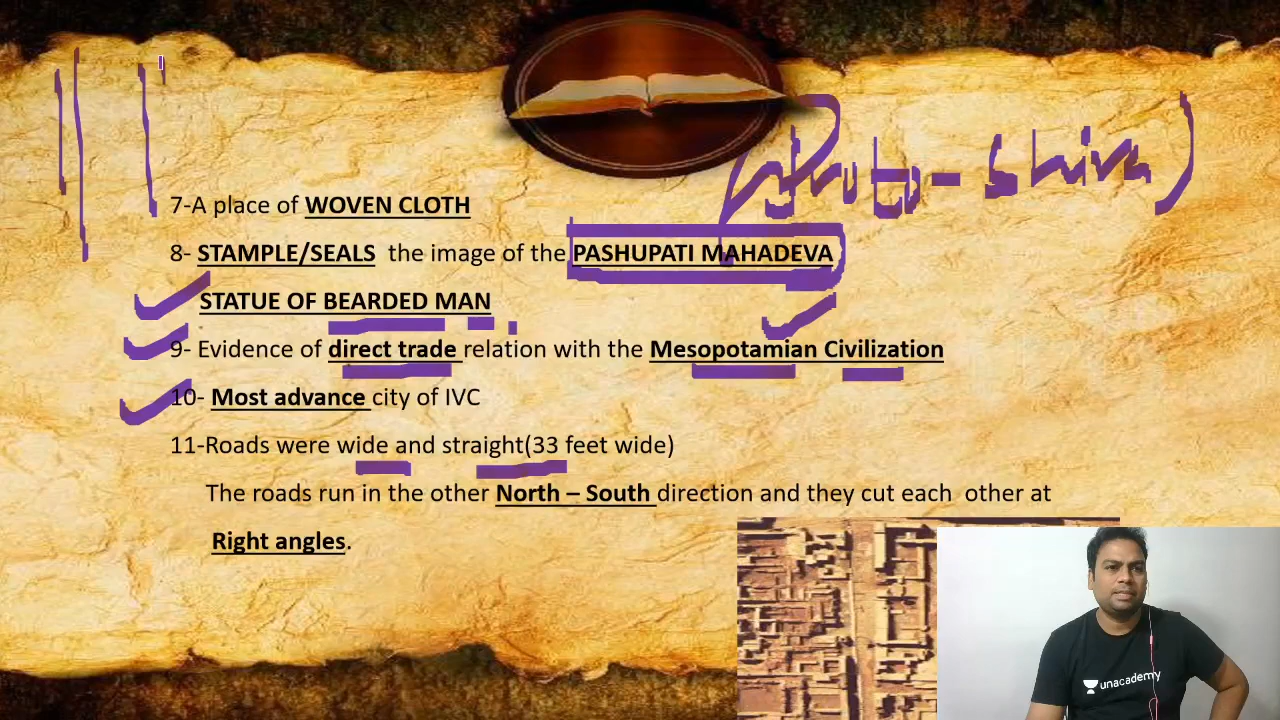 (Proto-Shiva)
7-A place of WOVEN CLOTH
8- STAMPLE/SEALS the image of the PASHUPATI MAHADEVA
STATUE OF BEARDED MAN
9- Evidence of direct trade relation with the Mesopotamian Civilization
10- Most advance city of IVC
11-Roads were wide and straight(33 feet wide)
The roads run in the other North – South direction and they cut each other at
Right angles.
unacademy